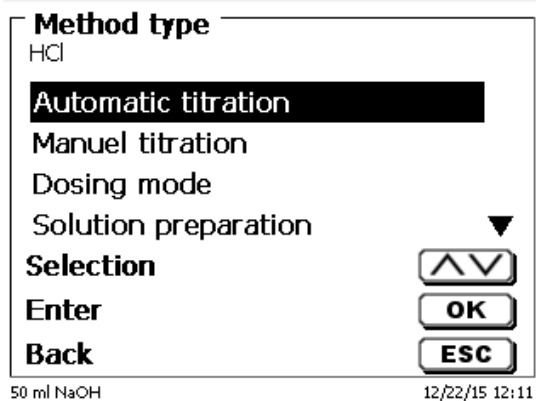 Method type
HCl
Automatic titration
Manuel titration
Dosing mode
Solution preparation
Selection
Enter OK
Back ESC
50 ml NaOH 12/22/15 12:11